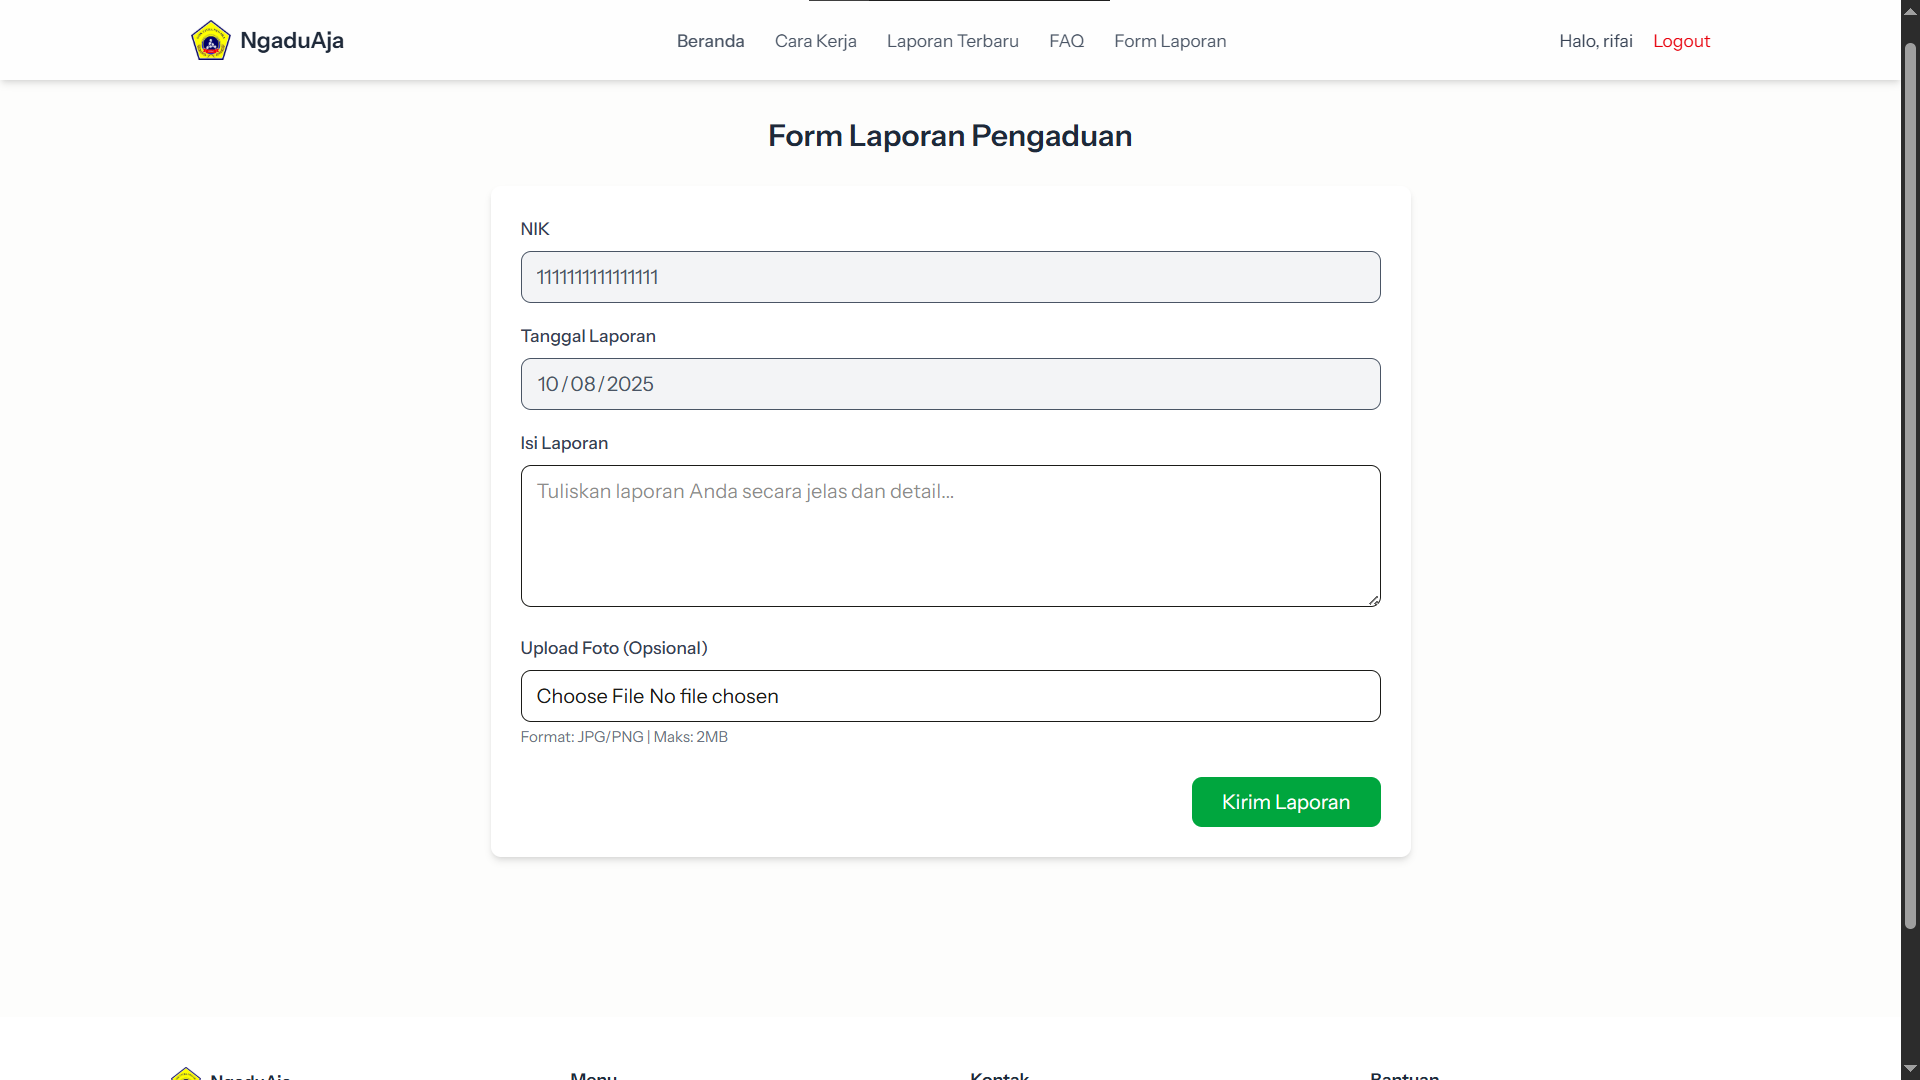 NgaduAja
Beranda Cara Kerja Laporan Terbaru FAQ Form Laporan
Halo, rifai Logout
Form Laporan Pengaduan
NIK
1111111111111111
Tanggal Laporan
10/08/2025
Isi Laporan
Tuliskan laporan Anda secara jelas dan detail...
Upload Foto (Opsional)
Choose File No file chosen
Format: JPG/PNG | Maks: 2MB
Kirim Laporan
NgaduAja Menu Kontak Bantuan